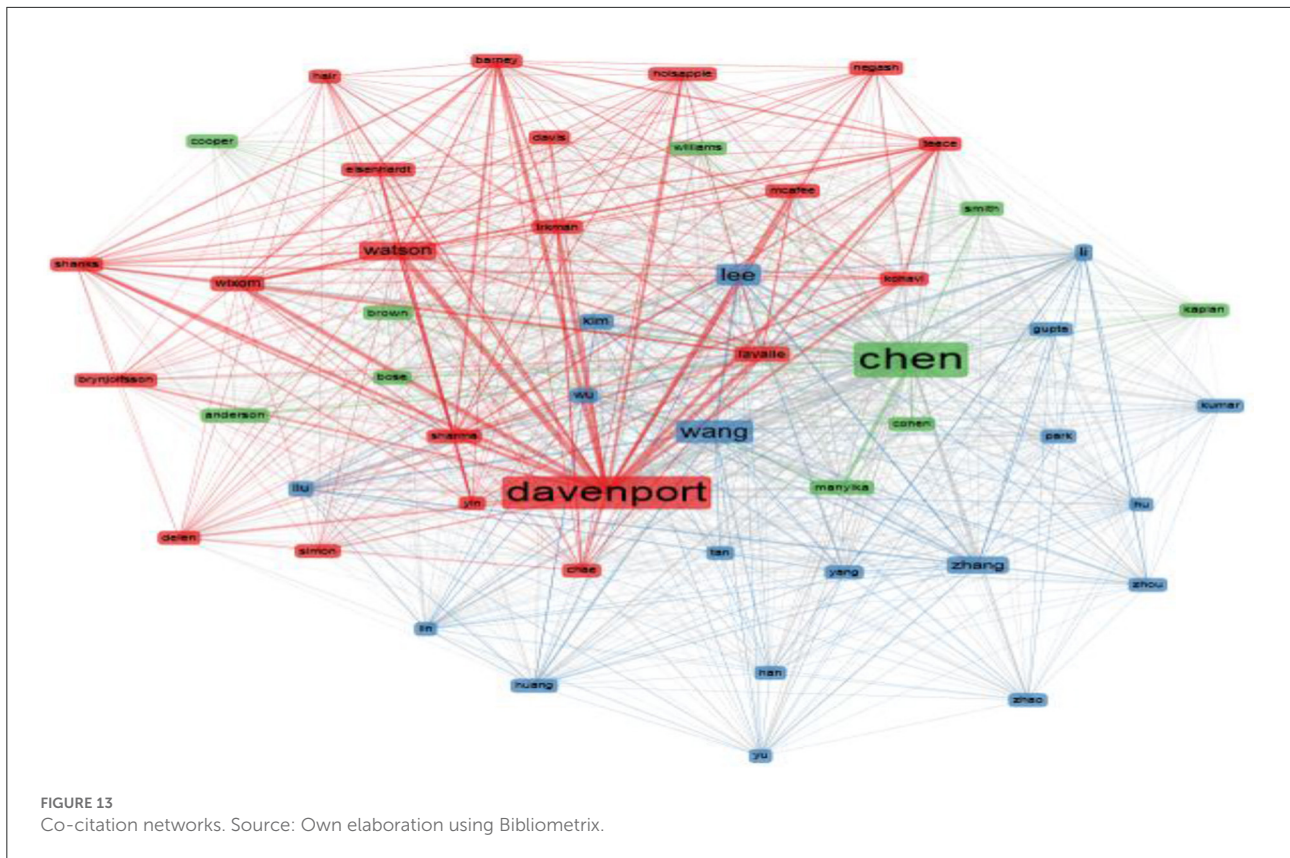 barney
hair
holsapple
negash
cooper
davis
williams
teace
eisenhardt
mcafee
smith
trkman
watson
li
shanks
lee
kohavi
wixom
kaplan
brown
kim
gupta
lavalle
chen
brynjolfsson
bose
wu
kumar
anderson
cohen
sharma
wang
park
liu
davenport
manyika
yin
hu
delen
simon
tan
chae
yang
zhang
zhou
lin
han
huang
zhao
yu
FIGURE 13
Co-citation networks. Source: Own elaboration using Bibliometrix.